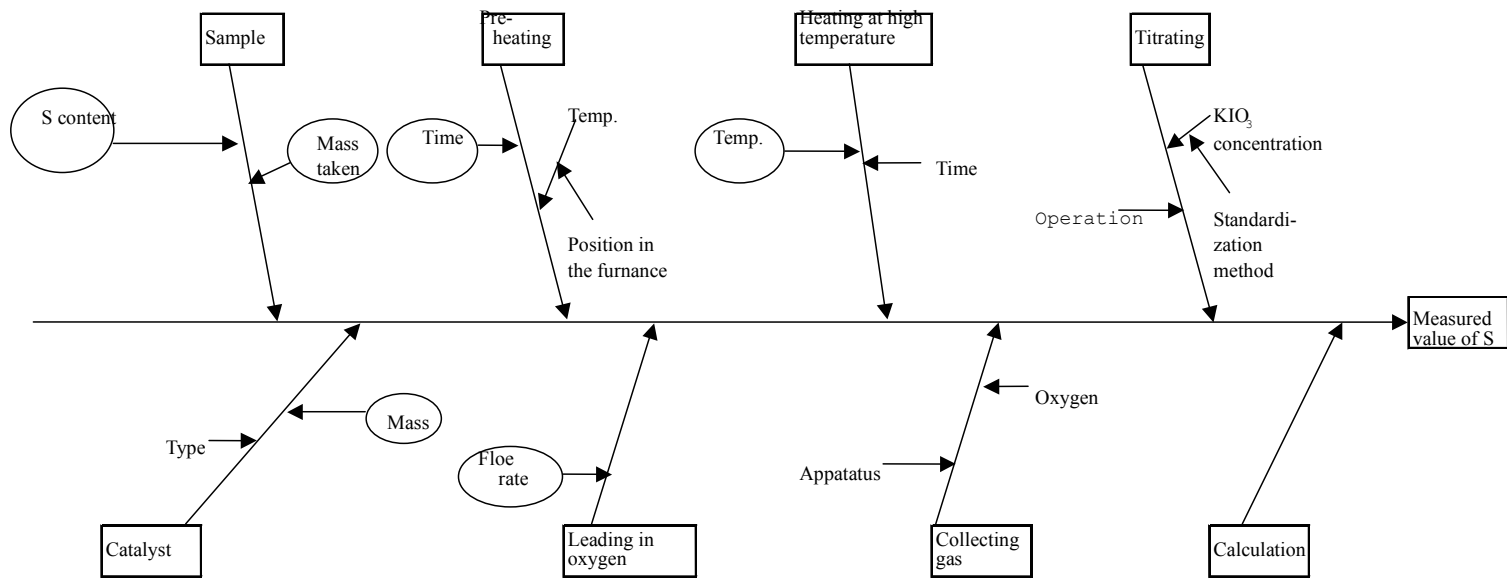 Sample
Pre-
heating
Heating at high
temperature
Titrating
S content
Mass
taken
Time
Temp.
Position in
the furnance
Temp.
Time
KIO₃
concentration
Operation
Standardi-
zation
method
Measured
value of S
Type
Mass
Floe
rate
Oxygen
Appatatus
Catalyst
Leading in
oxygen
Collecting
gas
Calculation